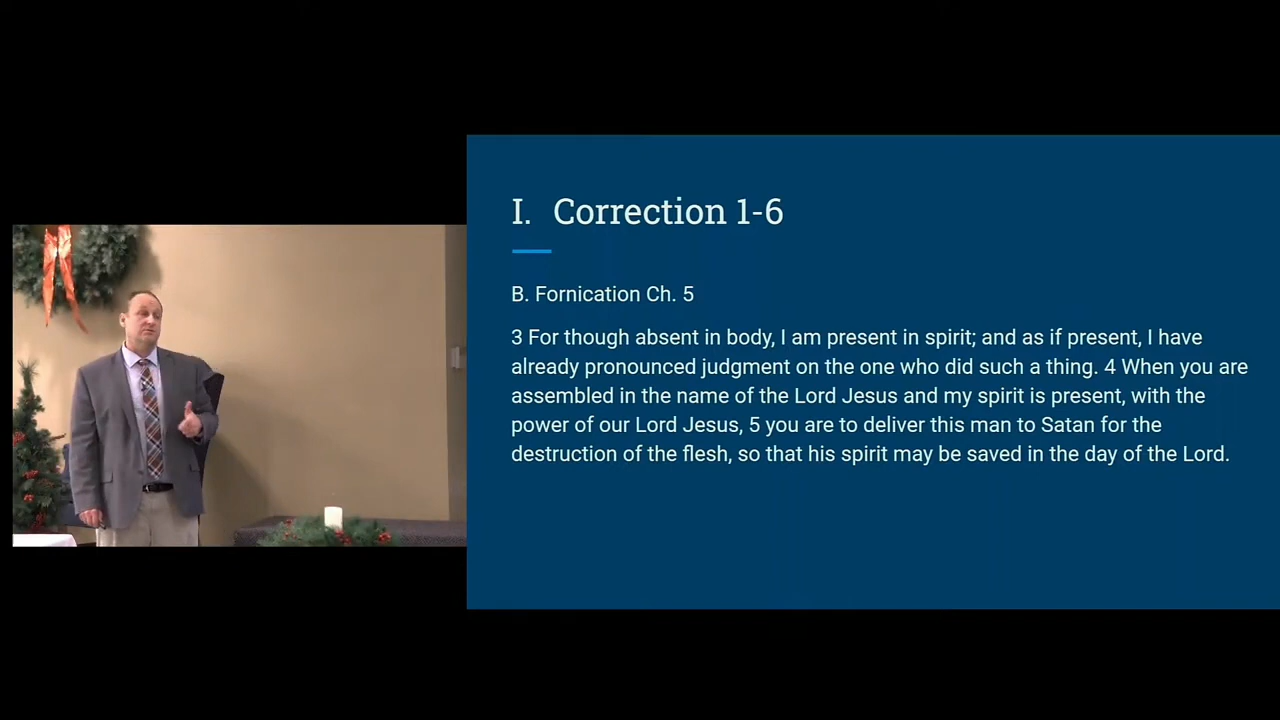 I. Correction 1-6
B. Fornication Ch. 5
3 For though absent in body, I am present in spirit; and as if present, I have
already pronounced judgment on the one who did such a thing. 4 When you are
assembled in the name of the Lord Jesus and my spirit is present, with the
power of our Lord Jesus, 5 you are to deliver this man to Satan for the
destruction of the flesh, so that his spirit may be saved in the day of the Lord.